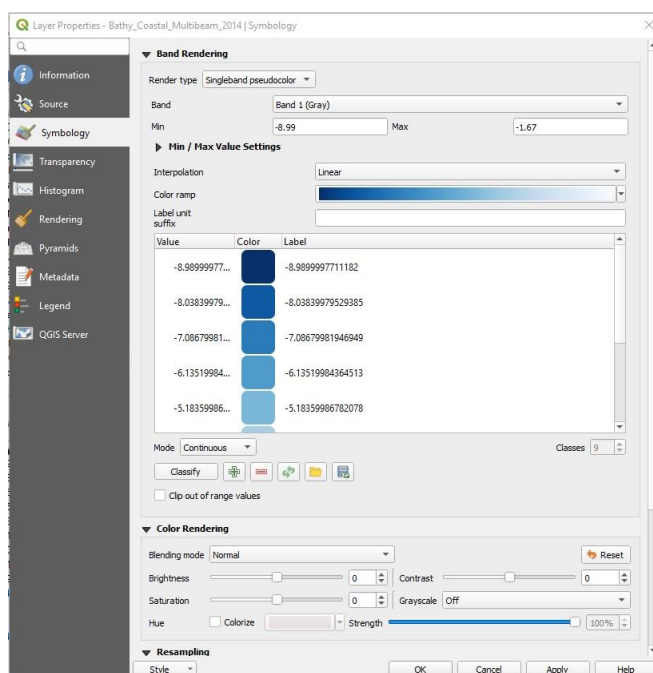 Layer Properties - Bathy_Coastal_Multibeam_2014 | Symbology
Information
Source
Symbology
Transparency
Histogram
Rendering
Pyramids
Metadata
Legend
QGIS Server
Band Rendering
Render type Singleband pseudocolor
Band Band 1 (Gray)
Min -8.99 Max -1.67
Min / Max Value Settings
Interpolation Linear
Color ramp
Label unit
suffix
Value Color Label
-8.98999977... -8.9899997711182
-8.03839979... -8.03839979529385
-7.08679981... -7.08679981946949
-6.13519984... -6.13519984364513
-5.18359986... -5.18359986782078
Mode Continuous Classes 9
Classify
Clip out of range values
Color Rendering
Blending mode Normal Reset
Brightness 0 Contrast 0
Saturation 0 Grayscale Off
Hue Colorize Strength 100%
Resampling
Style OK Cancel Apply Help